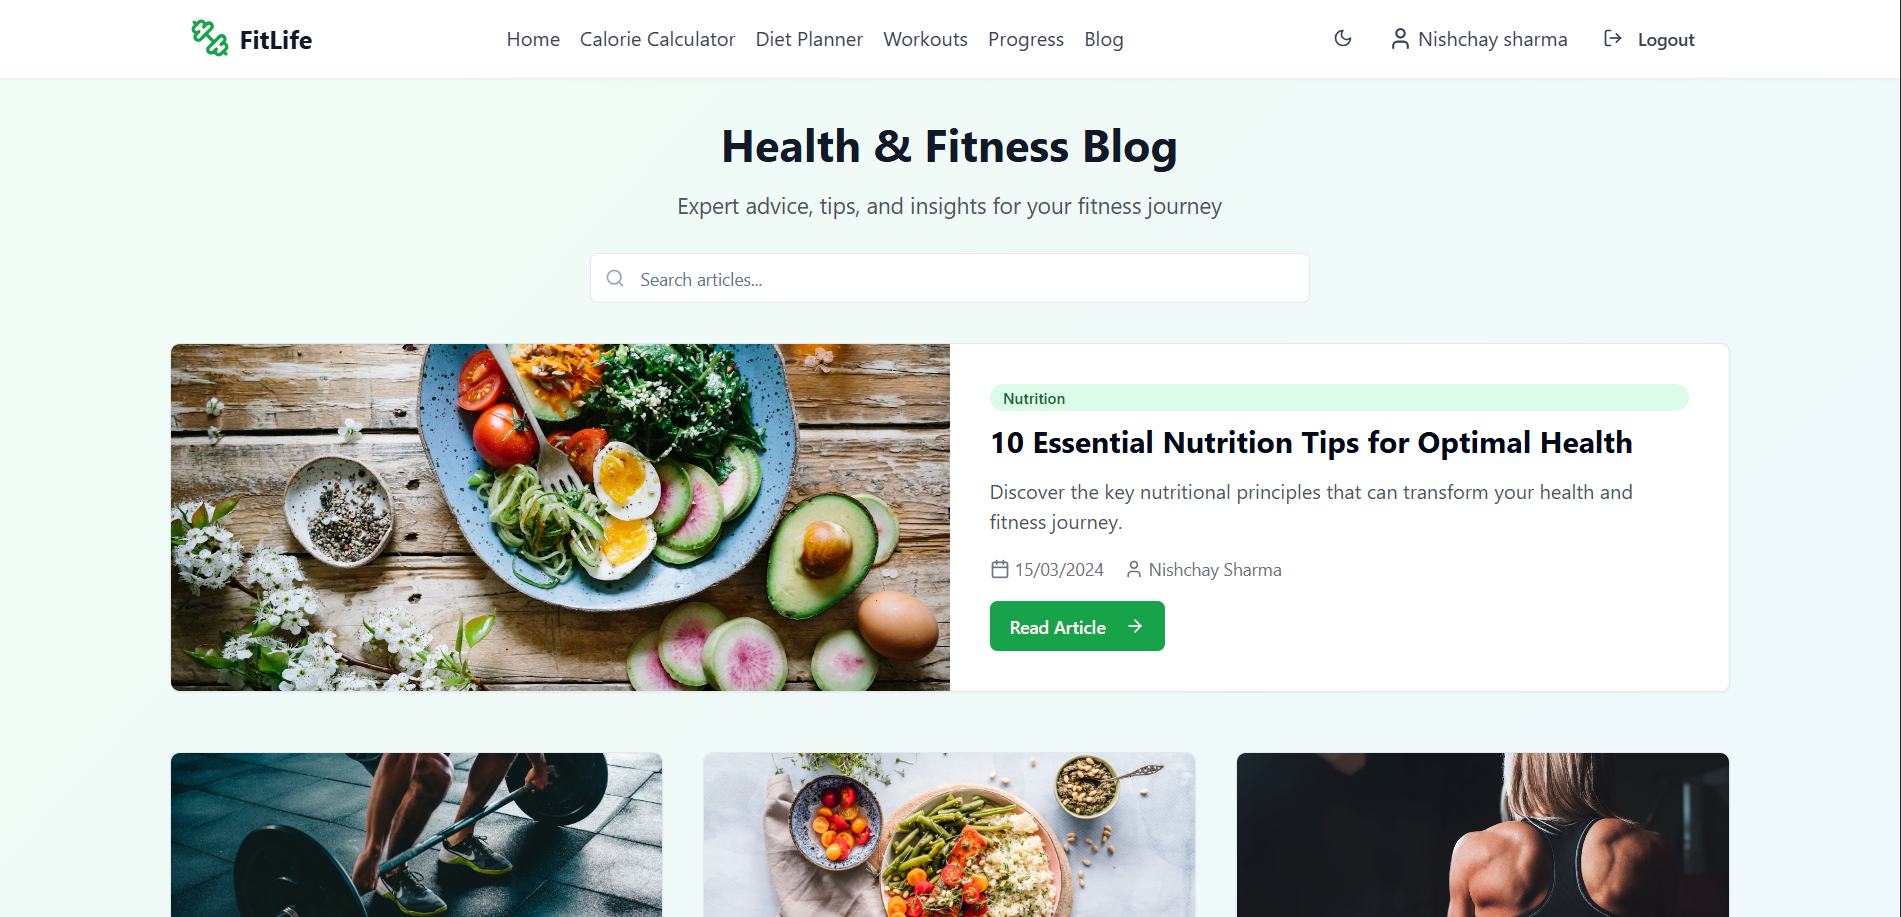 FitLife
Home Calorie Calculator Diet Planner Workouts Progress Blog
Nishchay sharma
Logout
Health & Fitness Blog
Expert advice, tips, and insights for your fitness journey
Search articles...
Nutrition
10 Essential Nutrition Tips for Optimal Health
Discover the key nutritional principles that can transform your health and
fitness journey.
15/03/2024 Nishchay Sharma
Read Article